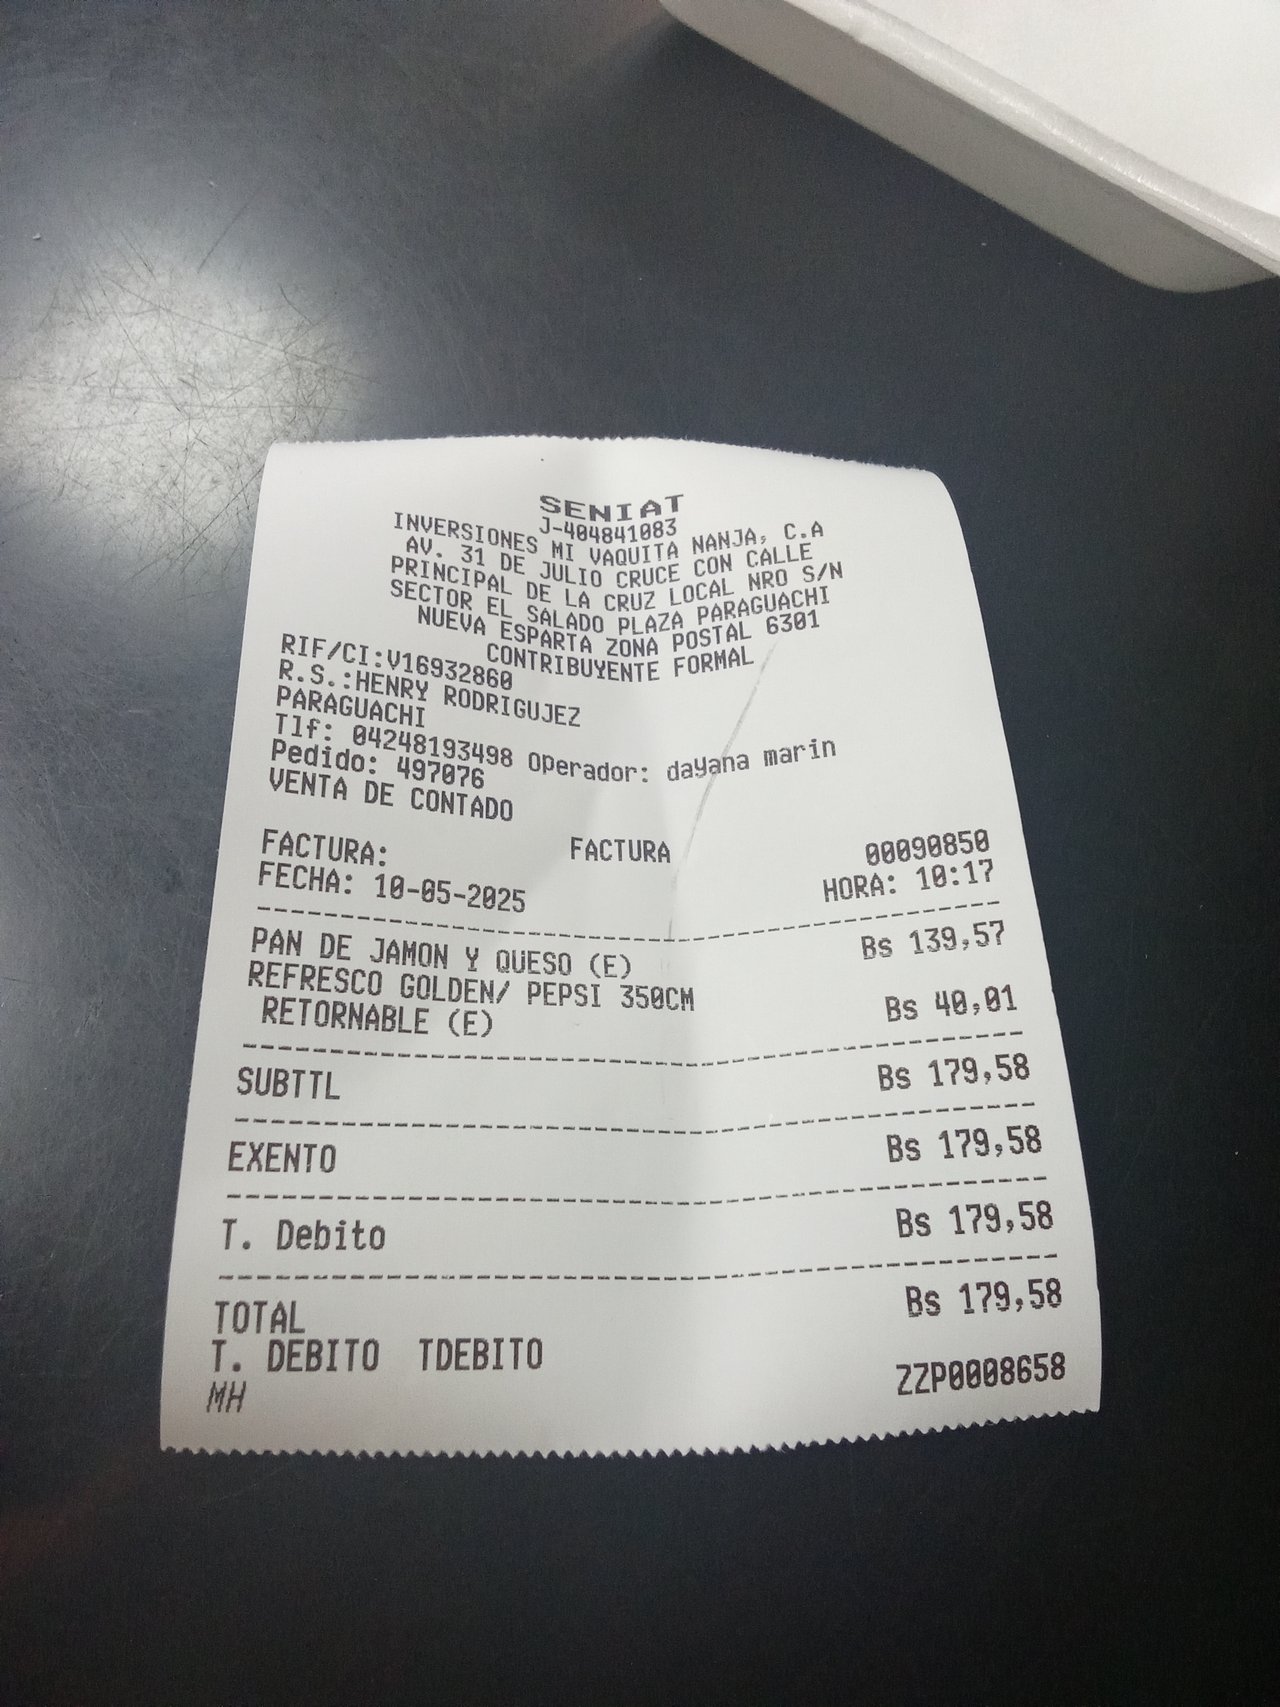 SENIAT
J-404841083
INVERSIONES MI VAQUITA NANJA, C.A
AV. 31 DE JULIO CRUCE CON CALLE
PRINCIPAL DE LA CRUZ LOCAL NRO S/N
SECTOR EL SALADO PLAZA PARAGUACHI
NUEVA ESPARTA ZONA POSTAL 6301
CONTRIBUYENTE FORMAL
RIF/CI:V16932860
R.S.:HENRY RODRIGUJEZ
PARAGUACHI
Tlf: 04248193498 Operador: dayana marin
Pedido: 497076
VENTA DE CONTADO
FACTURA
FACTURA: 00090850
FECHA: 10-05-2025 HORA: 10:17
PAN DE JAMON Y QUESO (E) Bs 139,57
REFRESCO GOLDEN/ PEPSI 350CM
RETORNABLE (E) Bs 40,01
SUBTTL Bs 179,58
EXENTO Bs 179,58
T. Debito Bs 179,58
TOTAL Bs 179,58
T. DEBITO TDEBITO
MH ZZP0008658